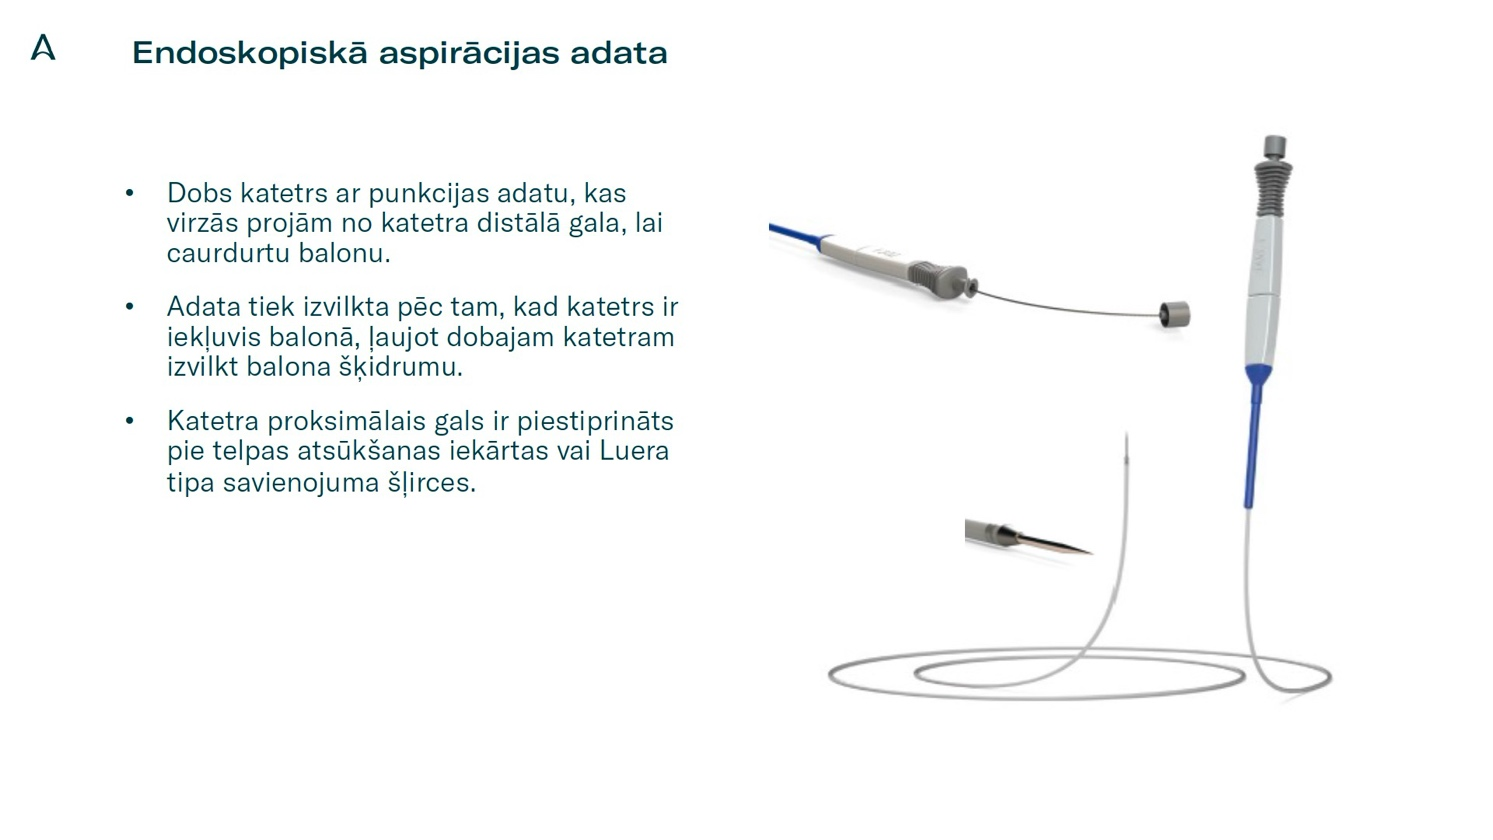 Endoskopiskā aspirācijas adata
• Dobs katetrs ar punkcijas adatu, kas
virzās projām no katetra distālā gala, lai
caurdurtu balonu.
• Adata tiek izvilkta pēc tam, kad katetrs ir
iekļuvis balonā, ļaujot dobajam katetram
izvilkt balona šķidrumu.
• Katetra proksimālais gals ir piestiprināts
pie telpas atsūkšanas iekārtas vai Luera
tipa savienojuma šļirces.